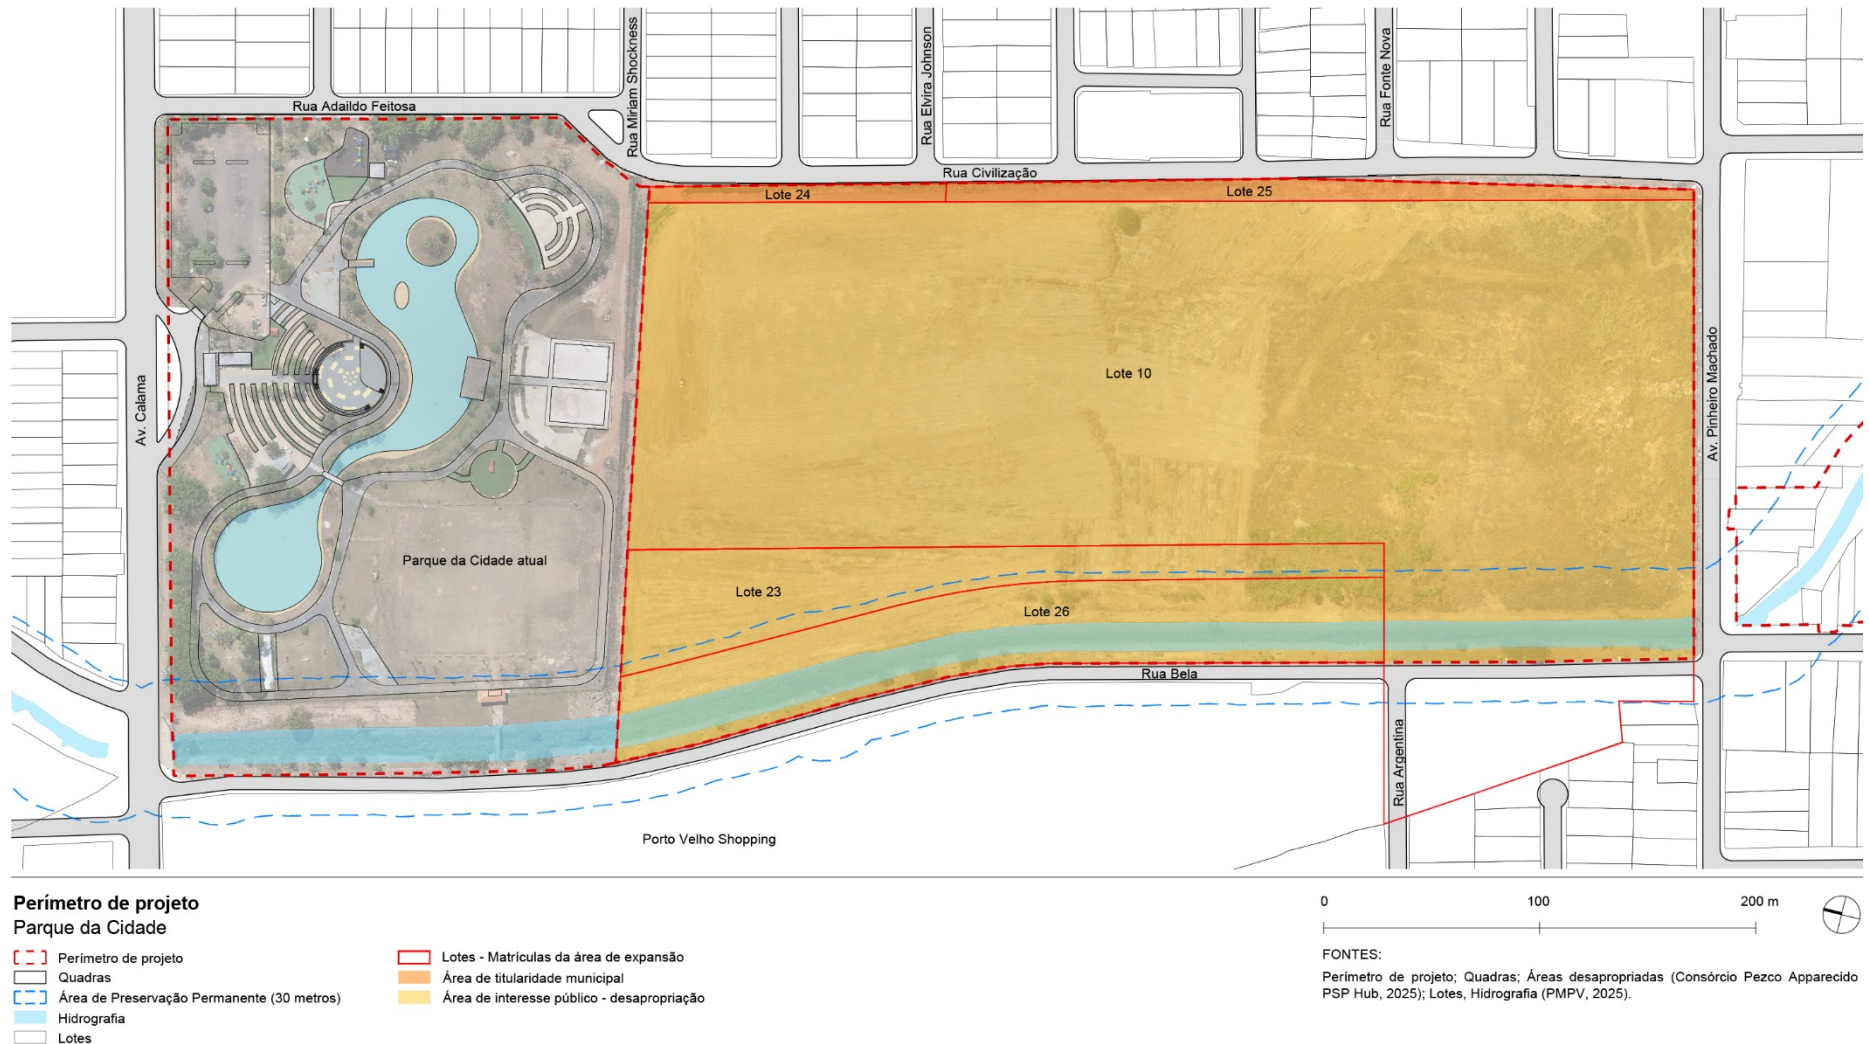 Rua Adaildo Feitosa
Rua Miriam Shockness
Rua Elvira Johnson
Rua Fonte Nova
Rua Civilização
Lote 24
Lote 25
Lote 10
Av. Calama
Av. Pinheiro Machado
Parque da Cidade atual
Lote 23
Lote 26
Rua Bela
Rua Argentina
Porto Velho Shopping
Perímetro de projeto
Parque da Cidade
Perímetro de projeto
Quadras
Área de Preservação Permanente (30 metros)
Hidrografia
Lotes
Lotes - Matrículas da área de expansão
Área de titularidade municipal
Área de interesse público - desapropriação
0 100 200 m
FONTES:
Perímetro de projeto; Quadras; Áreas desapropriadas (Consórcio Pezco Apparecido
PSP Hub, 2025); Lotes, Hidrografia (PMPV, 2025).